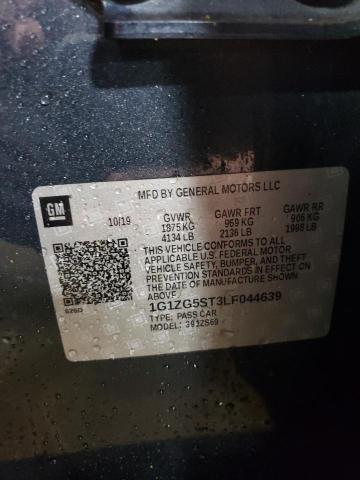 MFD BY GENERAL MOTORS LLC
GM
10/19 GVWR GAWR FRT GAWR RR
1875 KG 969 KG 906 KG
4134 LB 2136 LB 1998 LB
THIS VEHICLE CONFORMS TO ALL
APPLICABLE U.S. FEDERAL MOTOR
VEHICLE SAFETY, BUMPER, AND THEFT
PREVENTION STANDARDS IN EFFECT ON
THE DATE OF MANUFACTURE SHOWN
ABOVE.
1G1ZG5ST3LF044639
TYPE: PASS CAR
MODEL: